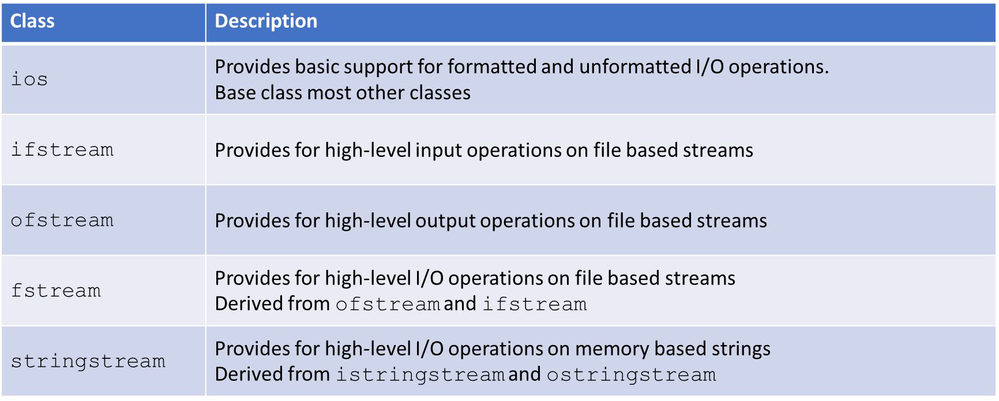 Class Description
ios
Provides basic support for formatted and unformatted I/O operations.
Base class most other classes
ifstream
Provides for high-level input operations on file based streams
ofstream
Provides for high-level output operations on file based streams
fstream
Provides for high-level I/O operations on file based streams
Derived from ofstream and ifstream
stringstream
Provides for high-level I/O operations on memory based strings
Derived from istringstream and ostringstream